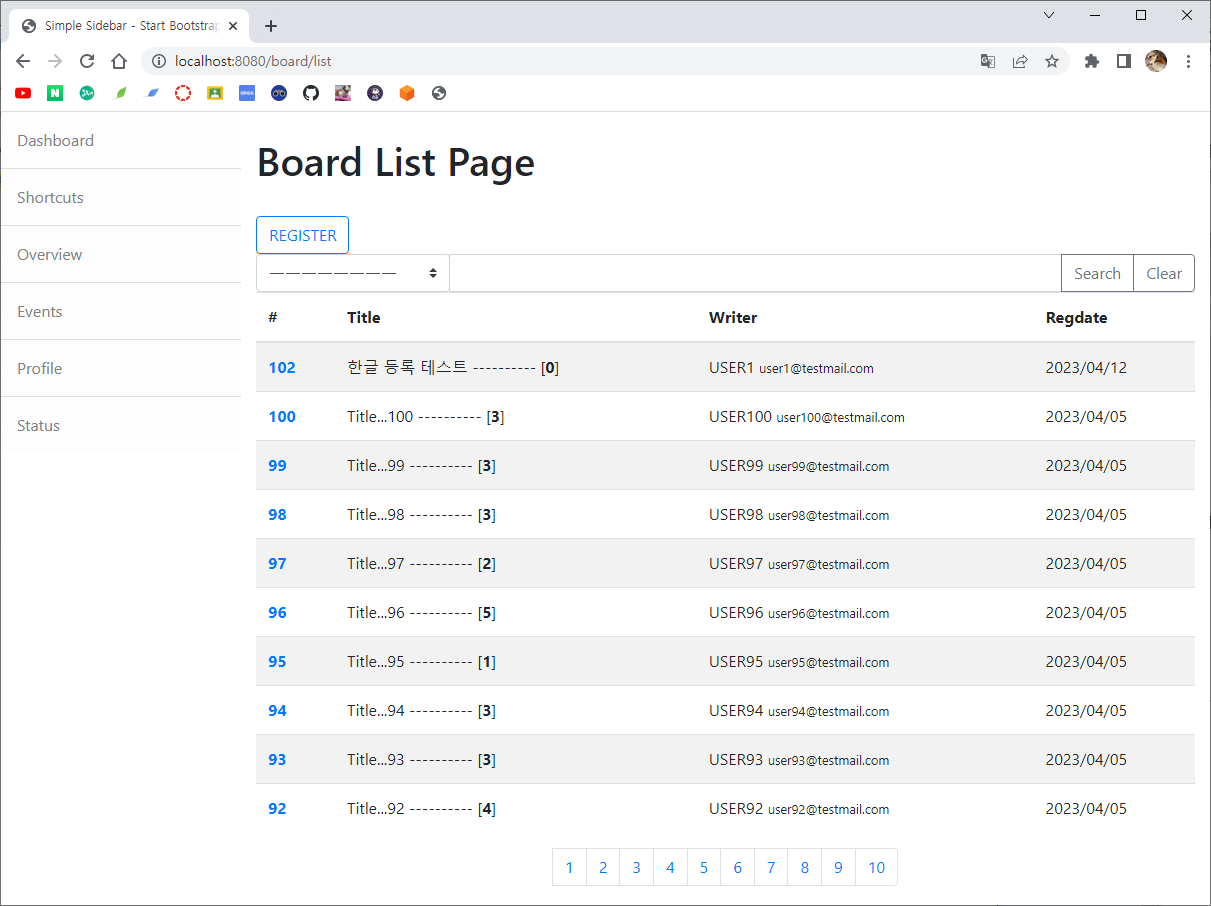 Simple Sidebar - Start Bootstrap
localhost:8080/board/list
Dashboard
Shortcuts
Overview
Events
Profile
Status
Board List Page
REGISTER
———————— Search Clear
# Title Writer Regdate
102 한글 등록 테스트 ---------- [0] USER1 user1@testmail.com 2023/04/12
100 Title...100 ---------- [3] USER100 user100@testmail.com 2023/04/05
99 Title...99 ---------- [3] USER99 user99@testmail.com 2023/04/05
98 Title...98 ---------- [3] USER98 user98@testmail.com 2023/04/05
97 Title...97 ---------- [2] USER97 user97@testmail.com 2023/04/05
96 Title...96 ---------- [5] USER96 user96@testmail.com 2023/04/05
95 Title...95 ---------- [1] USER95 user95@testmail.com 2023/04/05
94 Title...94 ---------- [3] USER94 user94@testmail.com 2023/04/05
93 Title...93 ---------- [3] USER93 user93@testmail.com 2023/04/05
92 Title...92 ---------- [4] USER92 user92@testmail.com 2023/04/05
1 2 3 4 5 6 7 8 9 10